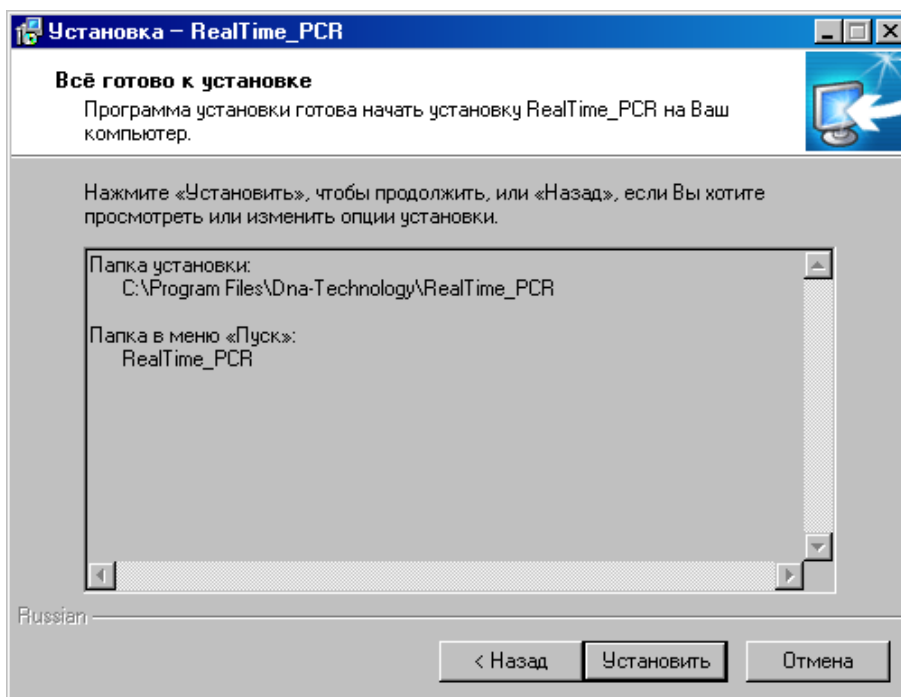 Установка – RealTime_PCR
Всё готово к установке
Программа установки готова начать установку RealTime_PCR на Ваш
компьютер.
Нажмите «Установить», чтобы продолжить, или «Назад», если Вы хотите
просмотреть или изменить опции установки.
Папка установки:
C:\Program Files\Dna-Technology\RealTime_PCR
Папка в меню «Пуск»:
RealTime_PCR
Russian
< Назад
Установить
Отмена